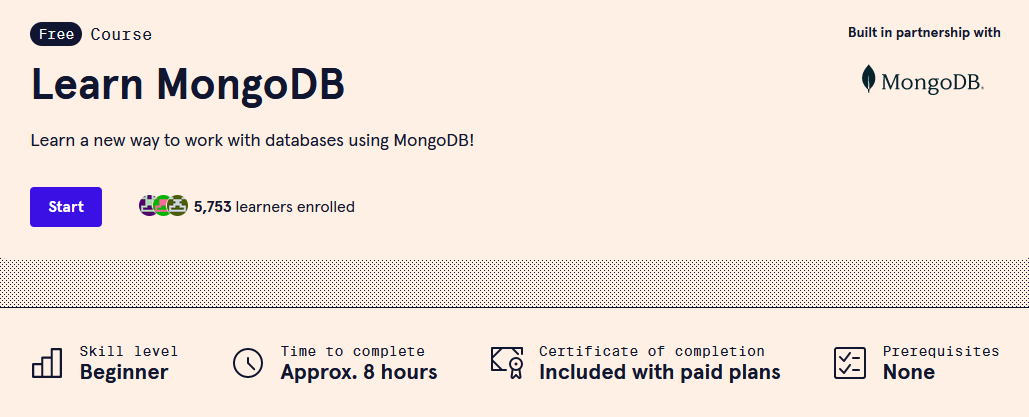 Free Course
Built in partnership with
Learn MongoDB
MongoDB®
Learn a new way to work with databases using MongoDB!
Start
5,753 learners enrolled
Skill level
Beginner
Time to complete
Approx. 8 hours
Certificate of completion
Included with paid plans
Prerequisites
None